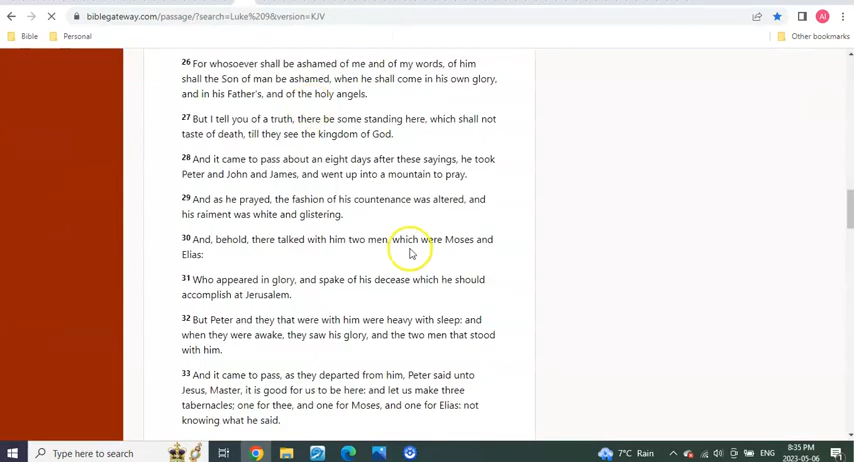 biblegateway.com/passage/?search=Luke%209&version=KJV
AI
Bible
Personal
Other bookmarks
26 For whosoever shall be ashamed of me and of my words, of him
shall the Son of man be ashamed, when he shall come in his own glory,
and in his Father's, and of the holy angels.
27 But I tell you of a truth, there be some standing here, which shall not
taste of death, till they see the kingdom of God.
28 And it came to pass about an eight days after these sayings, he took
Peter and John and James, and went up into a mountain to pray.
29 And as he prayed, the fashion of his countenance was altered, and
his raiment was white and glistering.
30 And, behold, there talked with him two men, which were Moses and
Elias:
31 Who appeared in glory, and spake of his decease which he should
accomplish at Jerusalem.
32 But Peter and they that were with him were heavy with sleep: and
when they were awake, they saw his glory, and the two men that stood
with him.
33 And it came to pass, as they departed from him, Peter said unto
Jesus, Master, it is good for us to be here: and let us make three
tabernacles; one for thee, and one for Moses, and one for Elias: not
knowing what he said.
Type here to search
7°C Rain
ENG
8:35 PM
2023-05-06